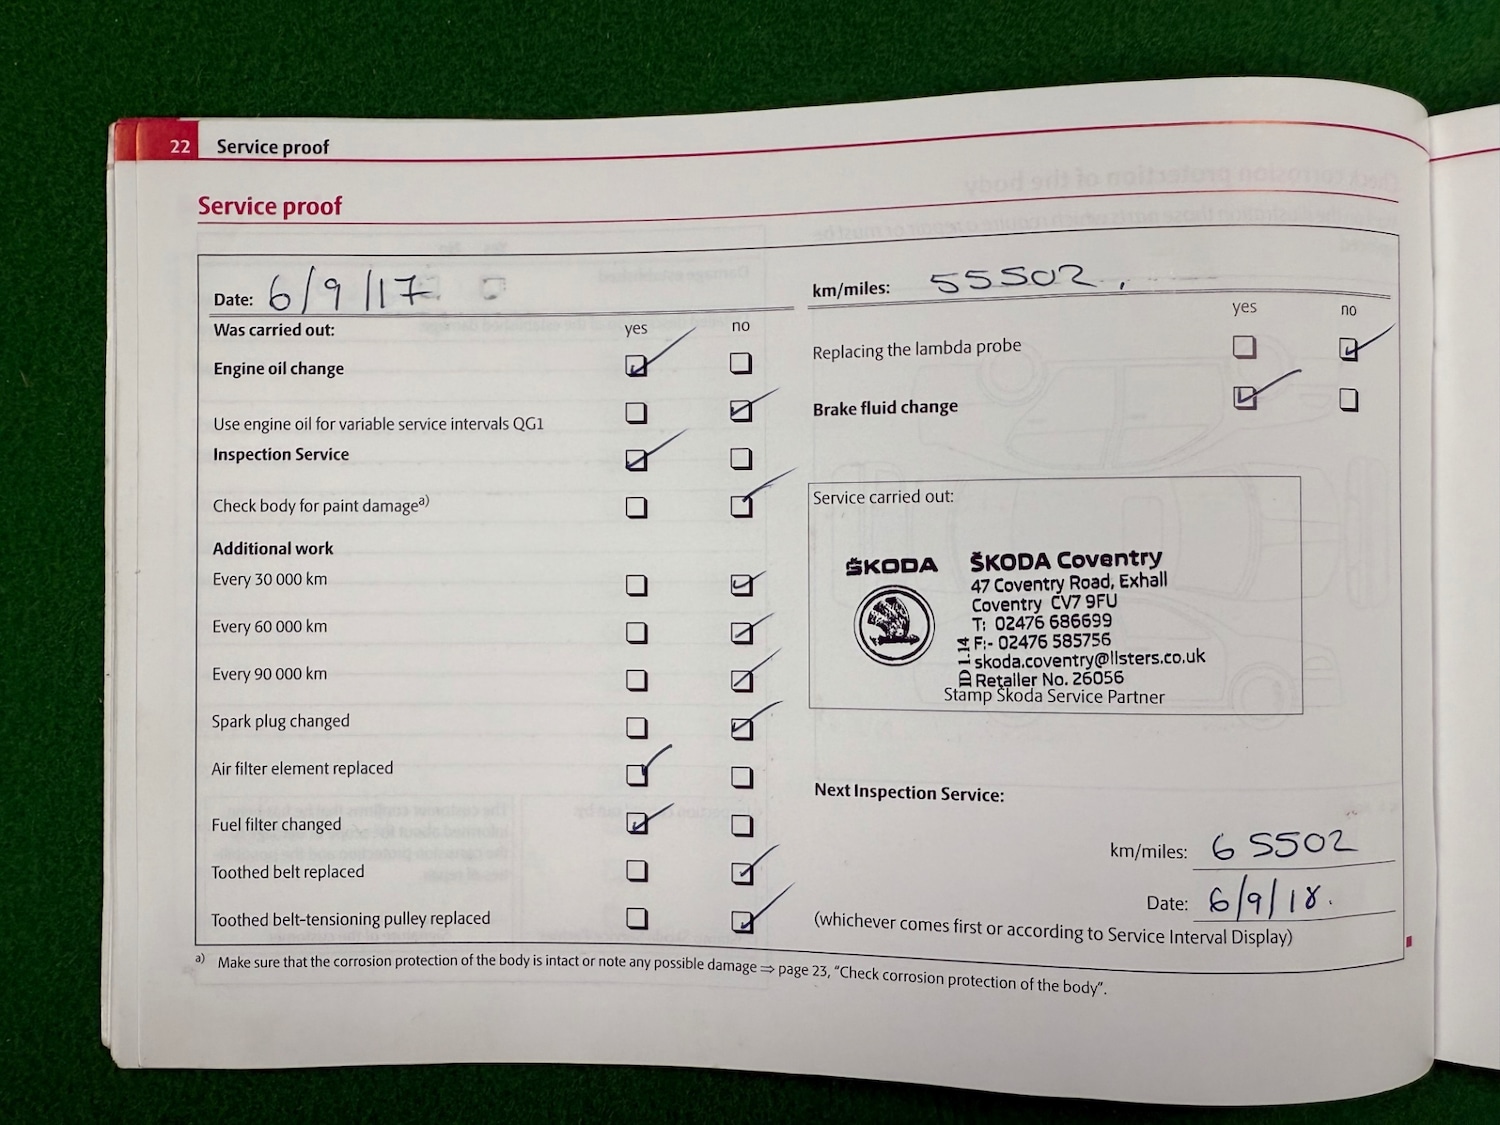 22 Service proof
Service proof
Date: 6/9/17
km/miles: 55502
Was carried out: yes no
Engine oil change
Use engine oil for variable service intervals QG1
Inspection Service
Check body for paint damage a)
Additional work
Every 30 000 km
Every 60 000 km
Every 90 000 km
Spark plug changed
Air filter element replaced
Fuel filter changed
Toothed belt replaced
Toothed belt-tensioning pulley replaced
yes no
Replacing the lambda probe
Brake fluid change
Service carried out:
ŠKODA
ŠKODA Coventry
47 Coventry Road, Exhall
Coventry CV7 9FU
T: 02476 686699
F:- 02476 585756
skoda.coventry@listers.co.uk
Retailer No. 26056
ID 1.14
Stamp Škoda Service Partner
Next Inspection Service:
km/miles: 65502
Date: 6/9/18.
(whichever comes first or according to Service Interval Display)
a) Make sure that the corrosion protection of the body is intact or note any possible damage ⇒ page 23, "Check corrosion protection of the body".